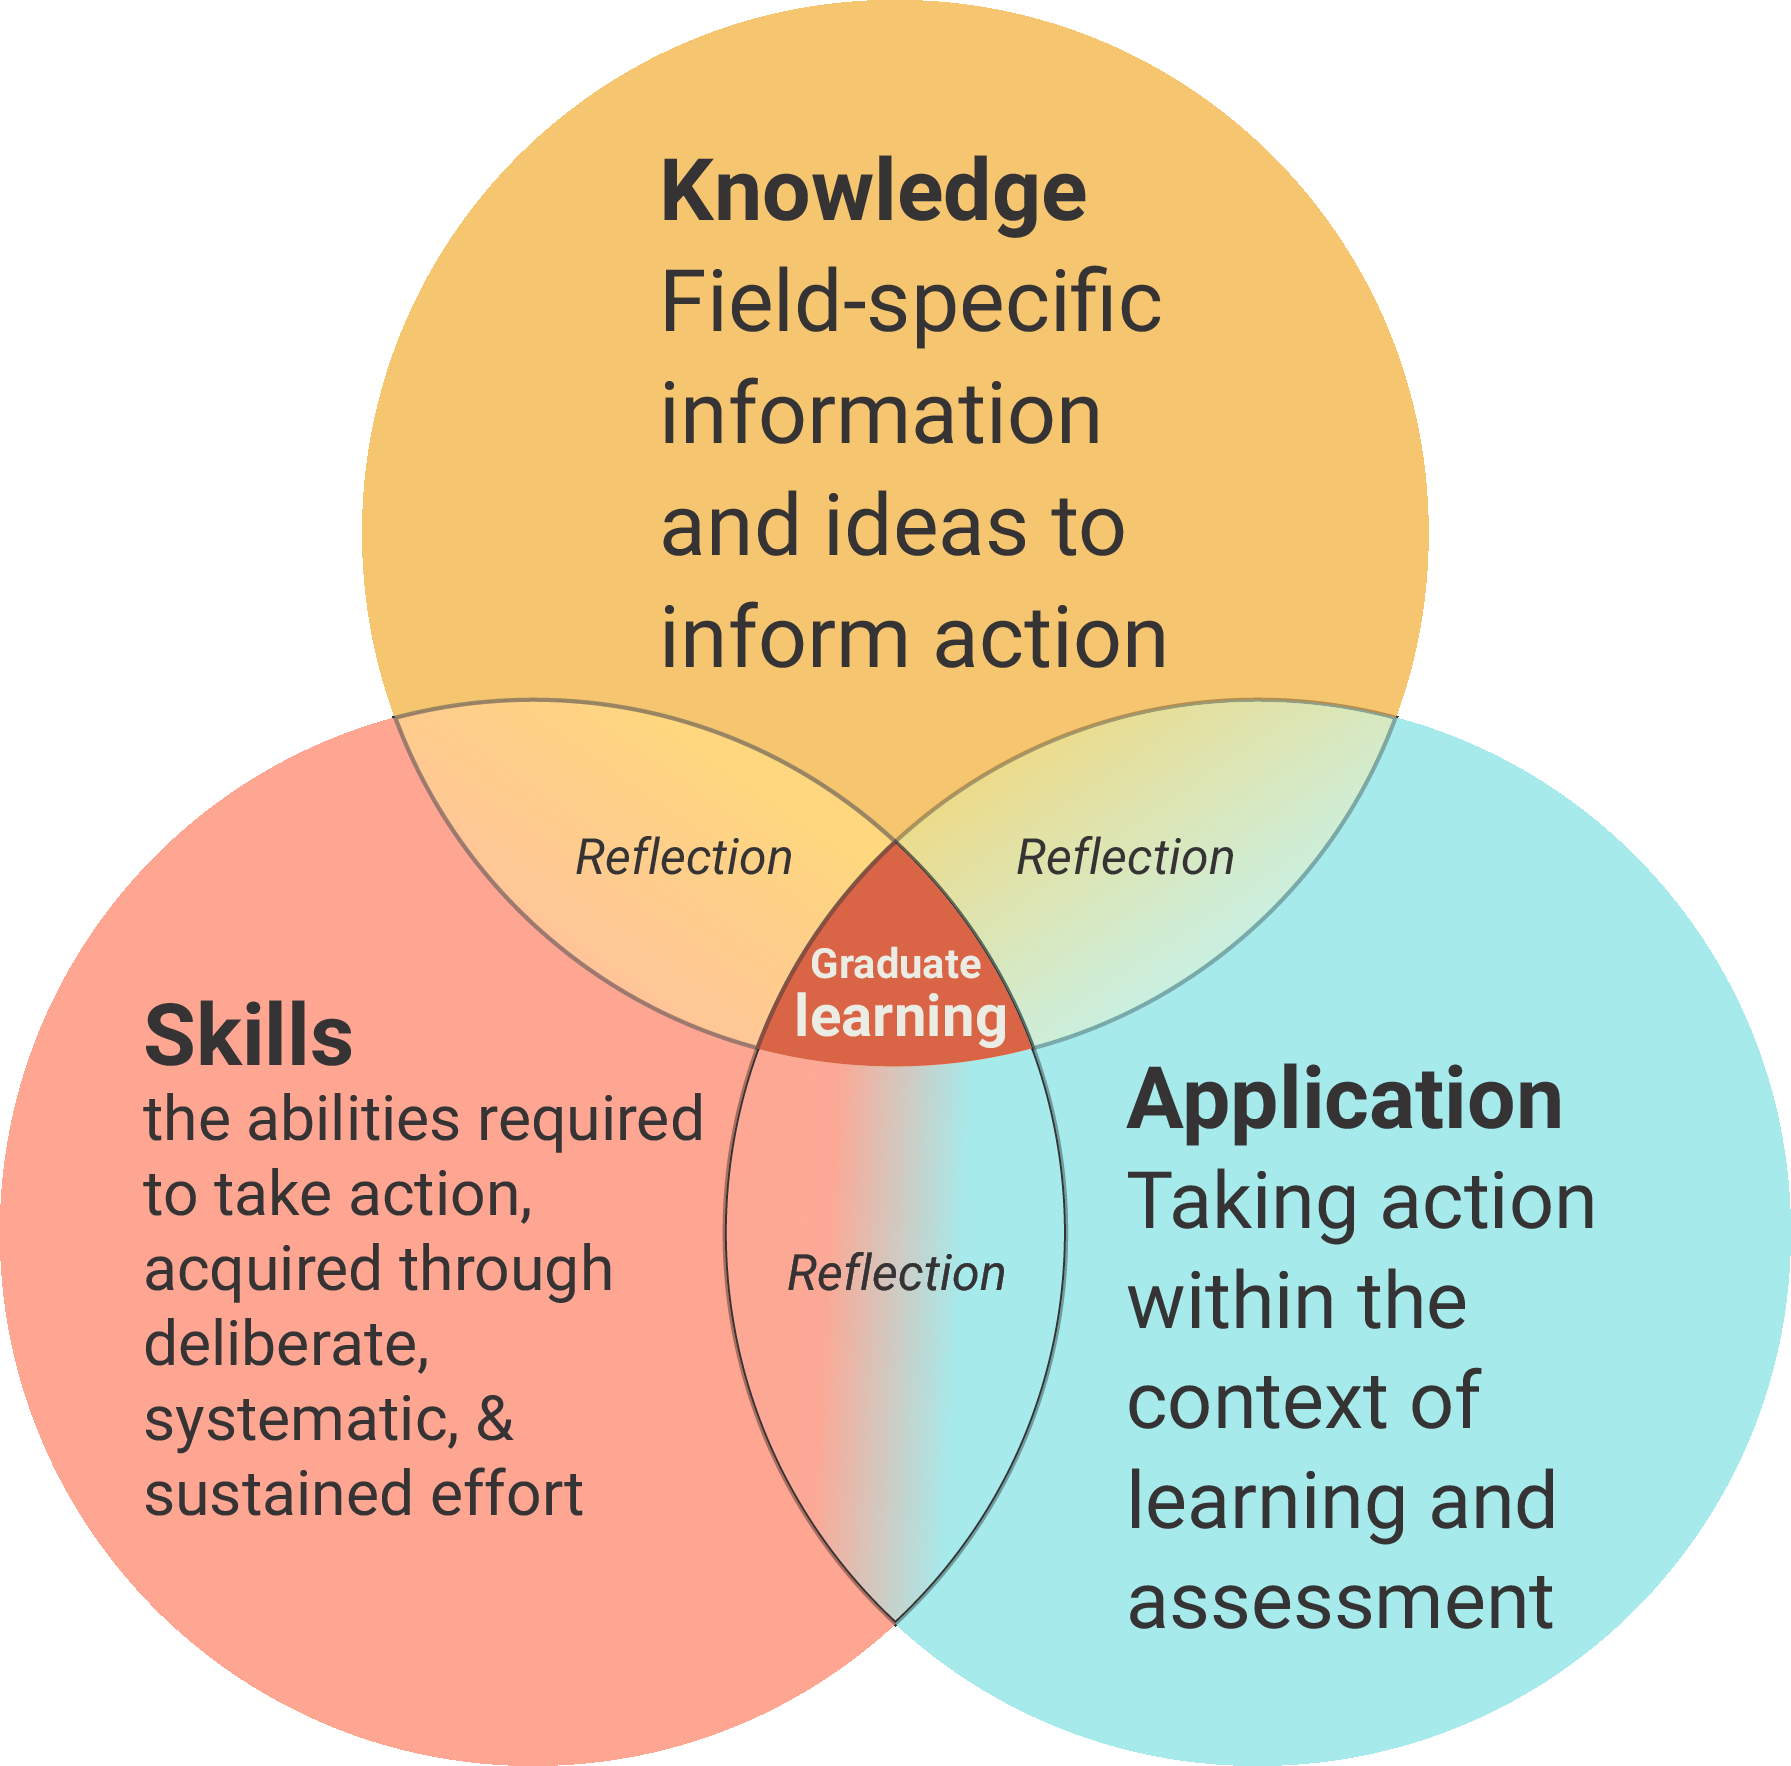 Knowledge
Field-specific
information
and ideas to
inform action
Reflection
Reflection
Graduate
learning
Skills
the abilities required
to take action,
acquired through
deliberate,
systematic, &
sustained effort
Reflection
Application
Taking action
within the
context of
learning and
assessment